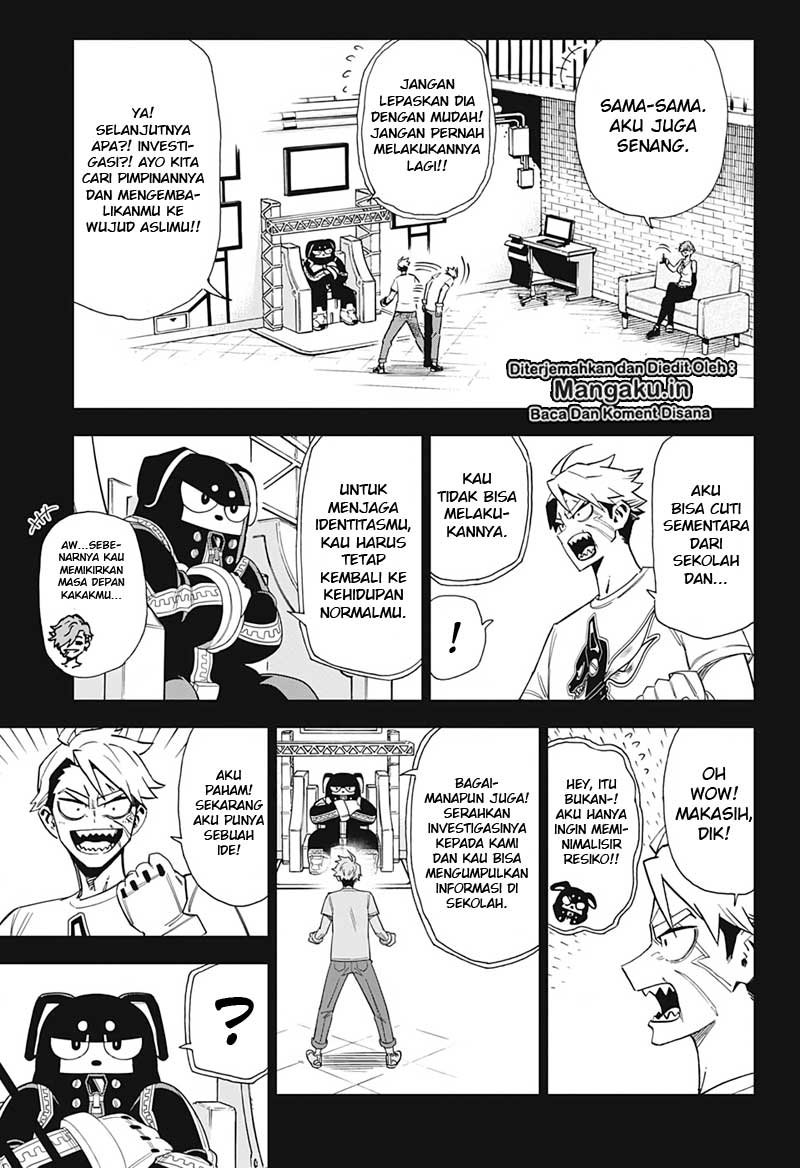 SAMA-SAMA.
AKU JUGA
SENANG.
JANGAN
LEPASKAN DIA
DENGAN MUDAH!
JANGAN PERNAH
MELAKUKANNYA
LAGI!!
YA!
SELANJUTNYA
APA?! INVESTI-
GASI?! AYO KITA
CARI PIMPINANNYA
DAN MENGEMBA-
LIKANMU KE
WUJUD ASLIMU!!
Diterjemahkan dan Diedit Oleh :
Mangaku.in
Baca Dan Koment Disana
AKU
BISA CUTI
SEMENTARA
DARI
SEKOLAH
DAN...
KAU
TIDAK BISA
MELAKU-
KANNYA.
!
UNTUK
MENJAGA
IDENTITASMU,
KAU HARUS
TETAP
KEMBALI KE
KEHIDUPAN
NORMALMU.
AW...SEBE-
NARNYA KAU
MEMIKIRKAN
MASA DEPAN
KAKAKMU...
OH
WOW!
MAKASIH,
DIK!
HEY, ITU
BUKAN-!
AKU HANYA
INGIN MEMI-
NIMALISIR
RESIKO!!
BAGAI-
MANAPUN JUGA!
SERAHKAN
INVESTIGASINYA
KEPADA KAMI
DAN KAU BISA
MENGUMPULKAN
INFORMASI DI
SEKOLAH.
AKU
PAHAM!
SEKARANG
AKU PUNYA
SEBUAH
IDE!
?